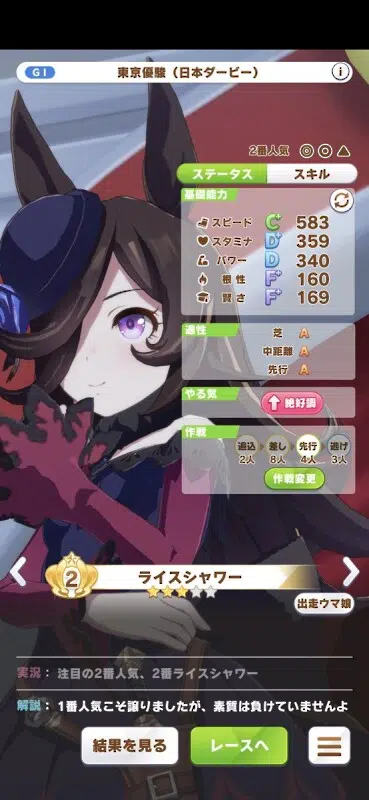 GI 東京優駿（日本ダービー） i
2番人気 ◎ ◎ △
ステータス スキル
基礎能力
スピード C+ 583
スタミナ D+ 359
パワー D 340
根性 F+ 160
賢さ F+ 169
適性
芝 A
中距離 A
先行 A
やる気 絶好調
作戦
追込 差し 先行 逃げ
2人 8人 4人 3人
作戦変更
2 ライスシャワー
出走ウマ娘
実況： 注目の2番人気、2番ライスシャワー
解説： 1番人気こそ譲りましたが、素質は負けていませんよ
結果を見る レースへ